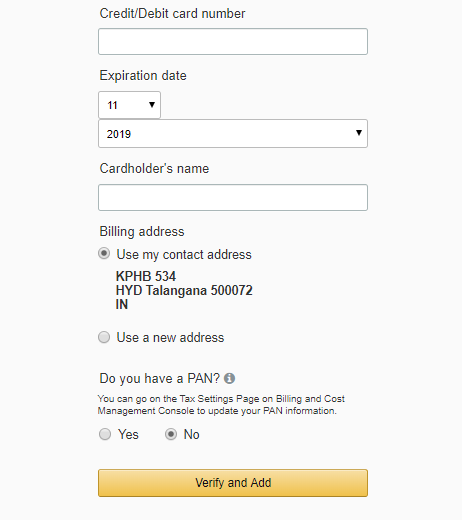 Credit/Debit card number
Expiration date
11
2019
Cardholder's name
Billing address
Use my contact address
KPHB 534
HYD Talangana 500072
IN
Use a new address
Do you have a PAN?
You can go on the Tax Settings Page on Billing and Cost
Management Console to update your PAN information.
Yes No
Verify and Add